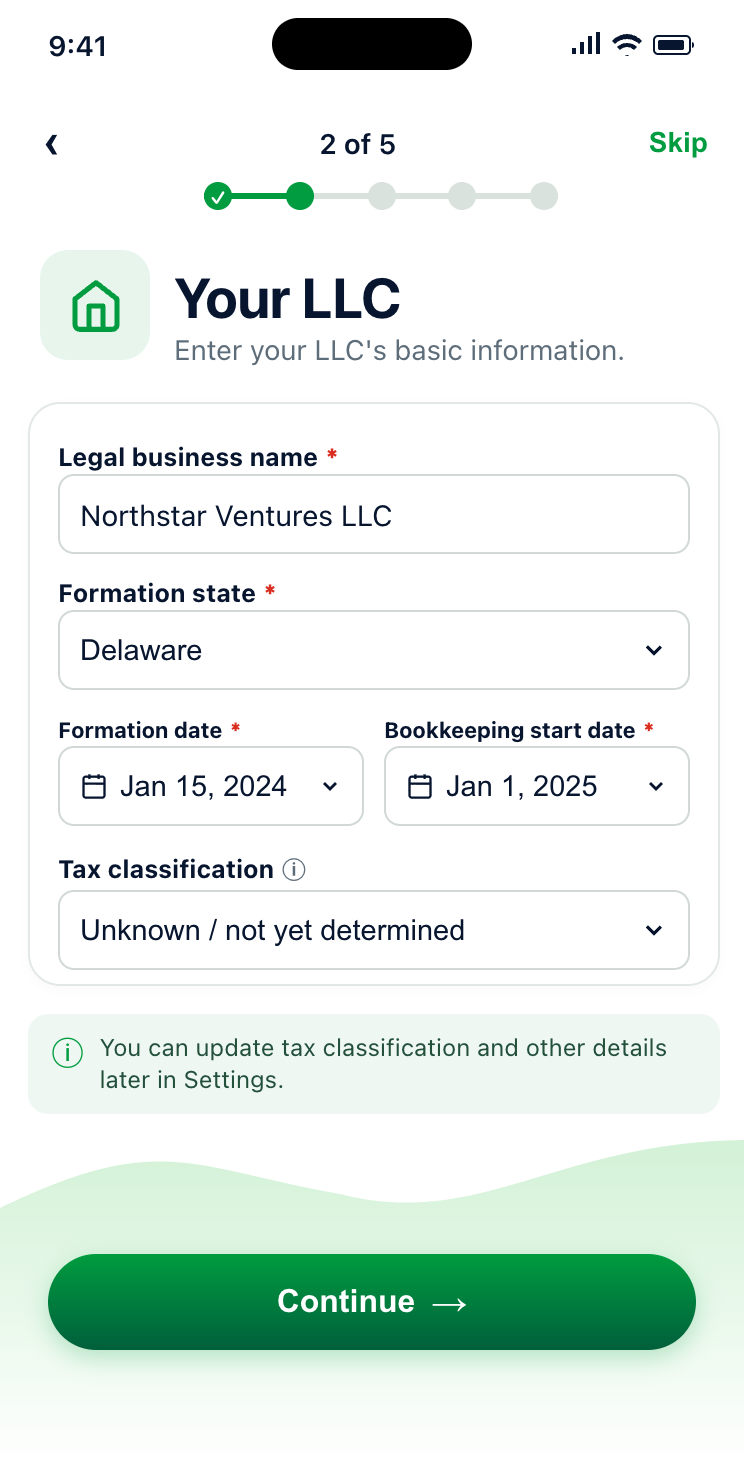 9:41
2 of 5
Skip
Your LLC
Enter your LLC's basic information.
Legal business name *
Northstar Ventures LLC
Formation state *
Delaware
Formation date * Bookkeeping start date *
Jan 15, 2024 Jan 1, 2025
Tax classification
Unknown / not yet determined
You can update tax classification and other details
later in Settings.
Continue →